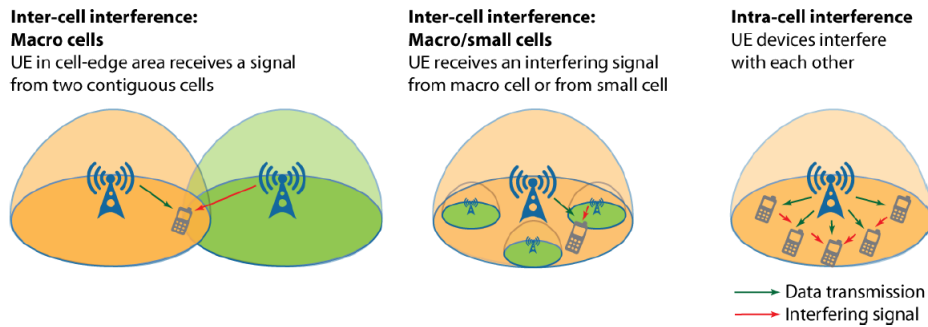 Inter-cell interference:
Macro cells
UE in cell-edge area receives a signal
from two contiguous cells
Inter-cell interference:
Macro/small cells
UE receives an interfering signal
from macro cell or from small cell
Intra-cell interference
UE devices interfere
with each other
Data transmission
Interfering signal